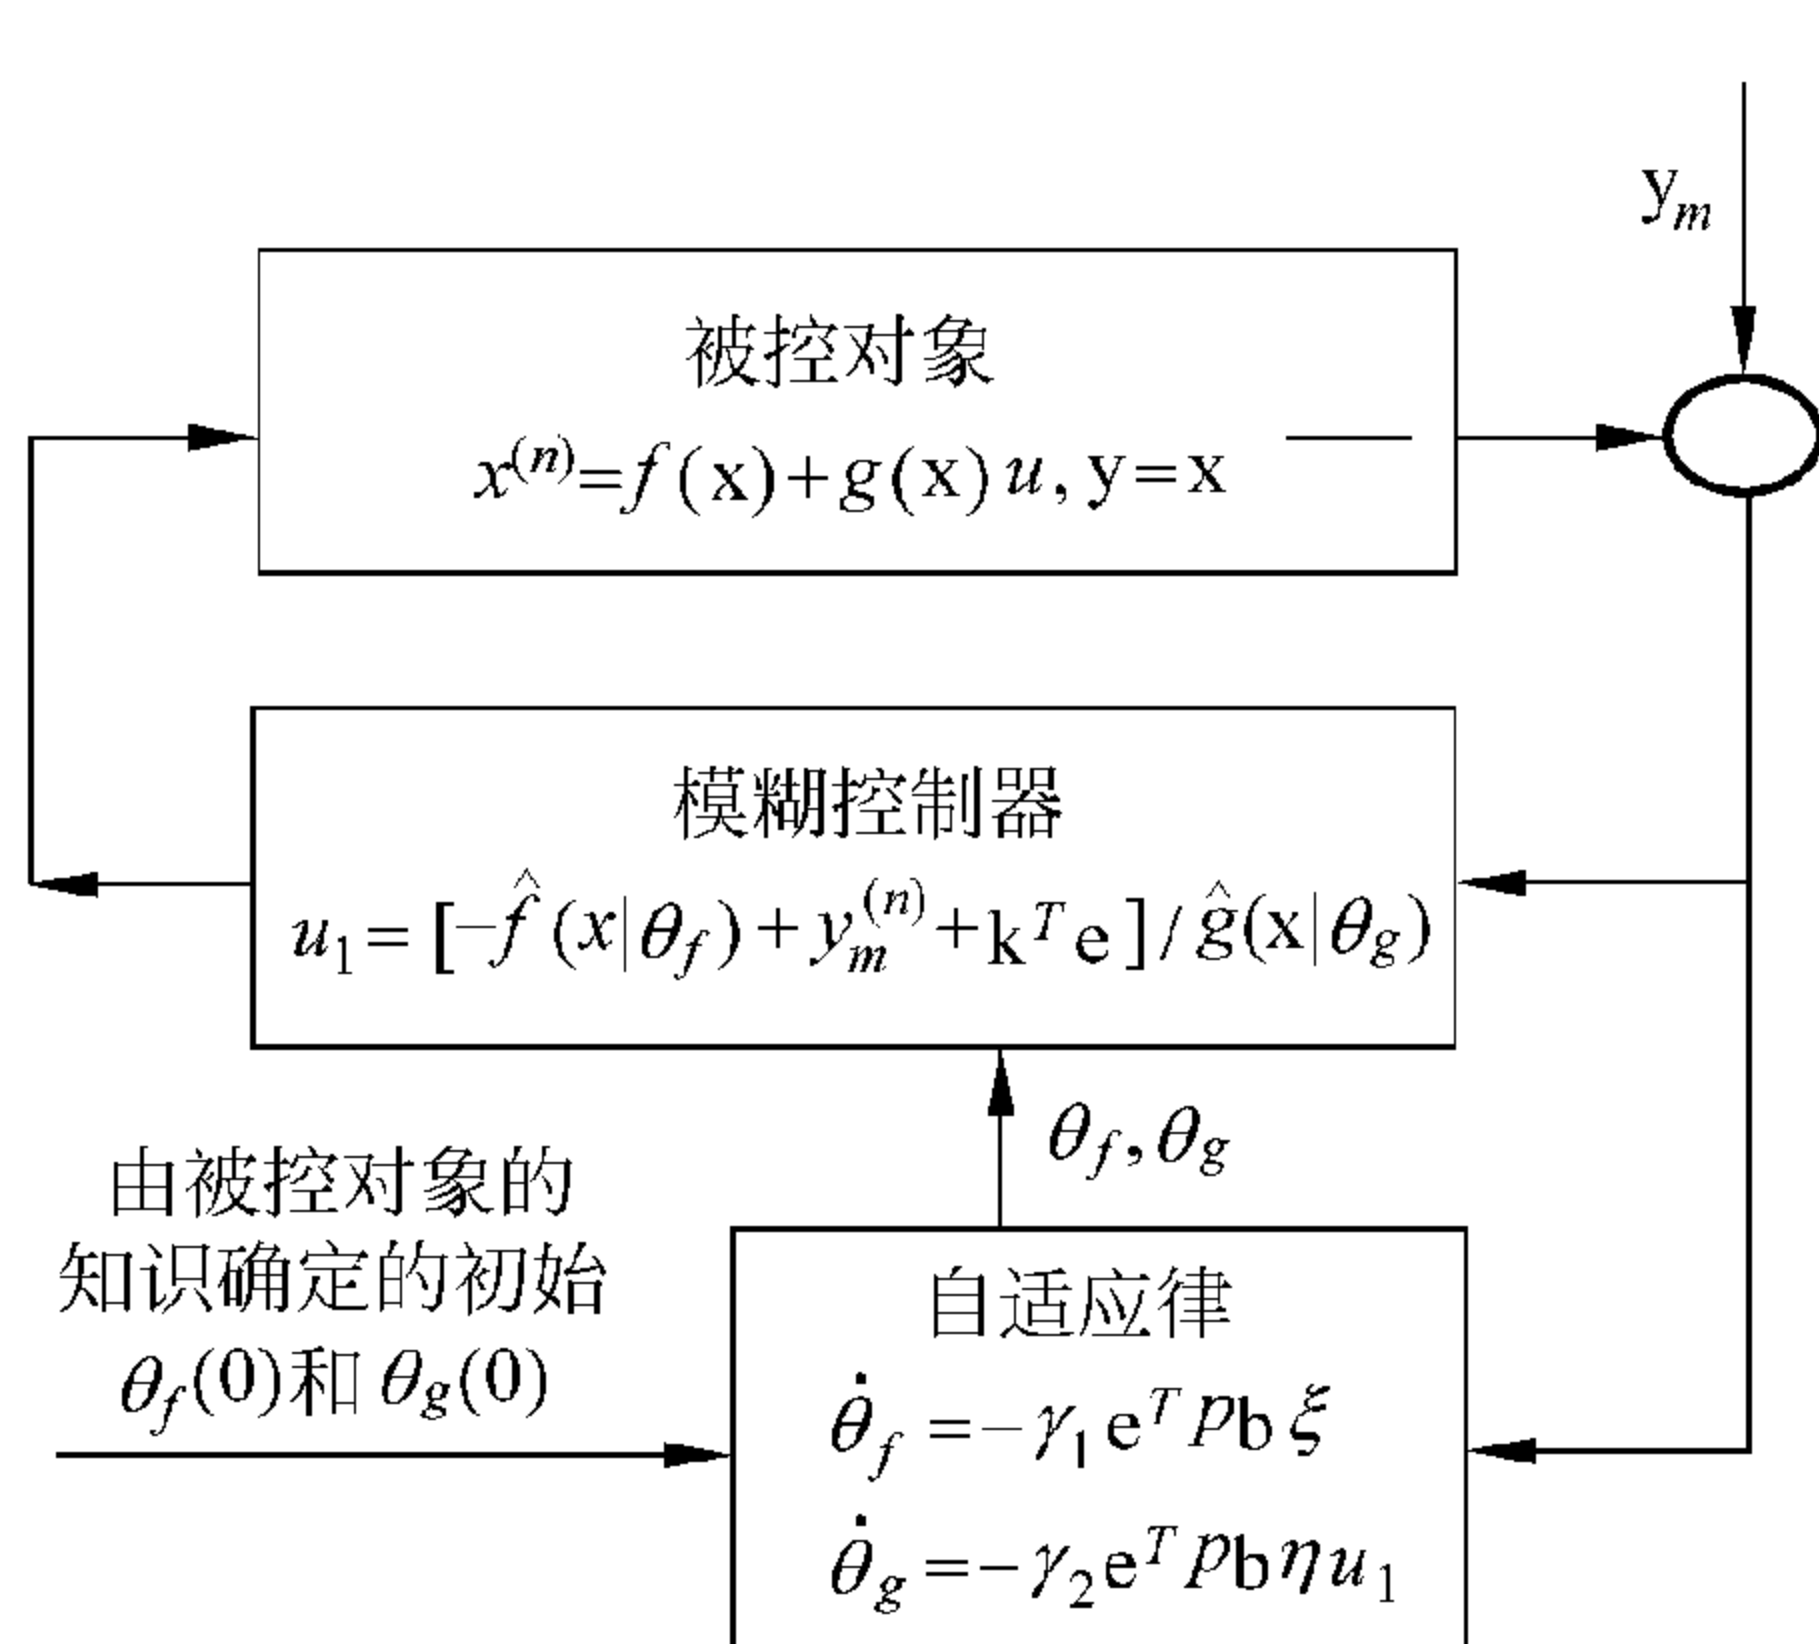 y_m
被控对象
x^(n)=f(x)+g(x)u, y=x
模糊控制器
u_1= [-f̂(x|θ_f)+y_m^(n)+k^T e]/ĝ(x|θ_g)
θ_f,θ_g
由被控对象的
知识确定的初始
θ_f(0)和θ_g(0)
自适应律
θ̇_f=-γ_1 e^T pb ξ
θ̇_g=-γ_2 e^T pb η u_1